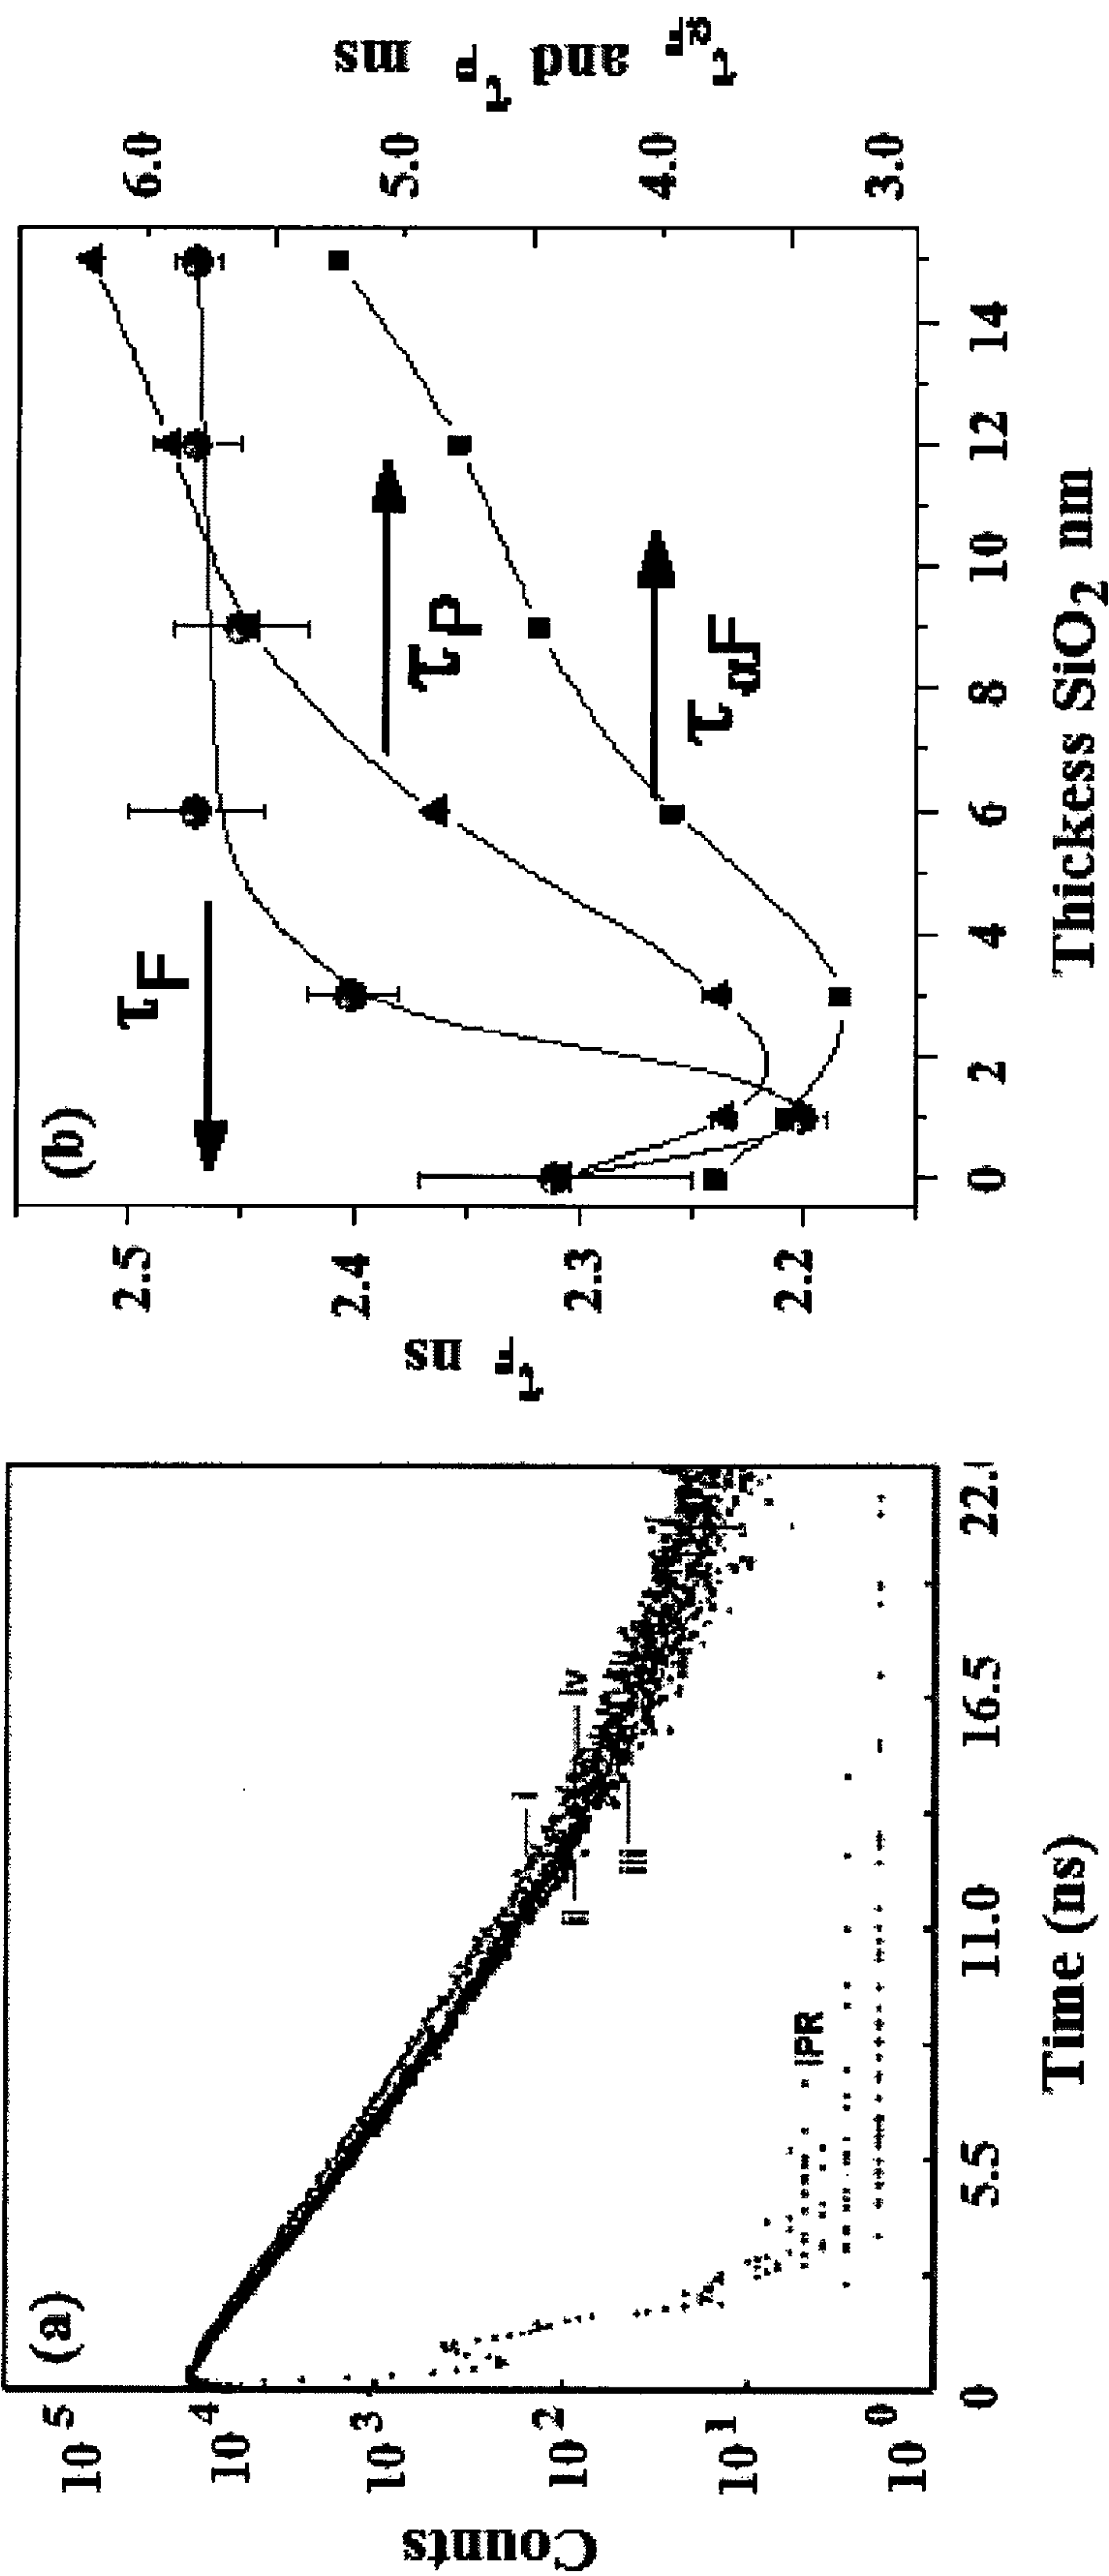 (a)
Counts
10 5
10 4
10 3
10 2
10 1
10 0
i
ii
iii
iv
IPR
0 5.5 11.0 16.5 22.
Time (ns)
(b)
τF ns
2.5
2.4
2.3
2.2
τF
τP
ταF
6.0
5.0
4.0
3.0
and τP ms
0 2 4 6 8 10 12 14
Thickess SiO2 nm